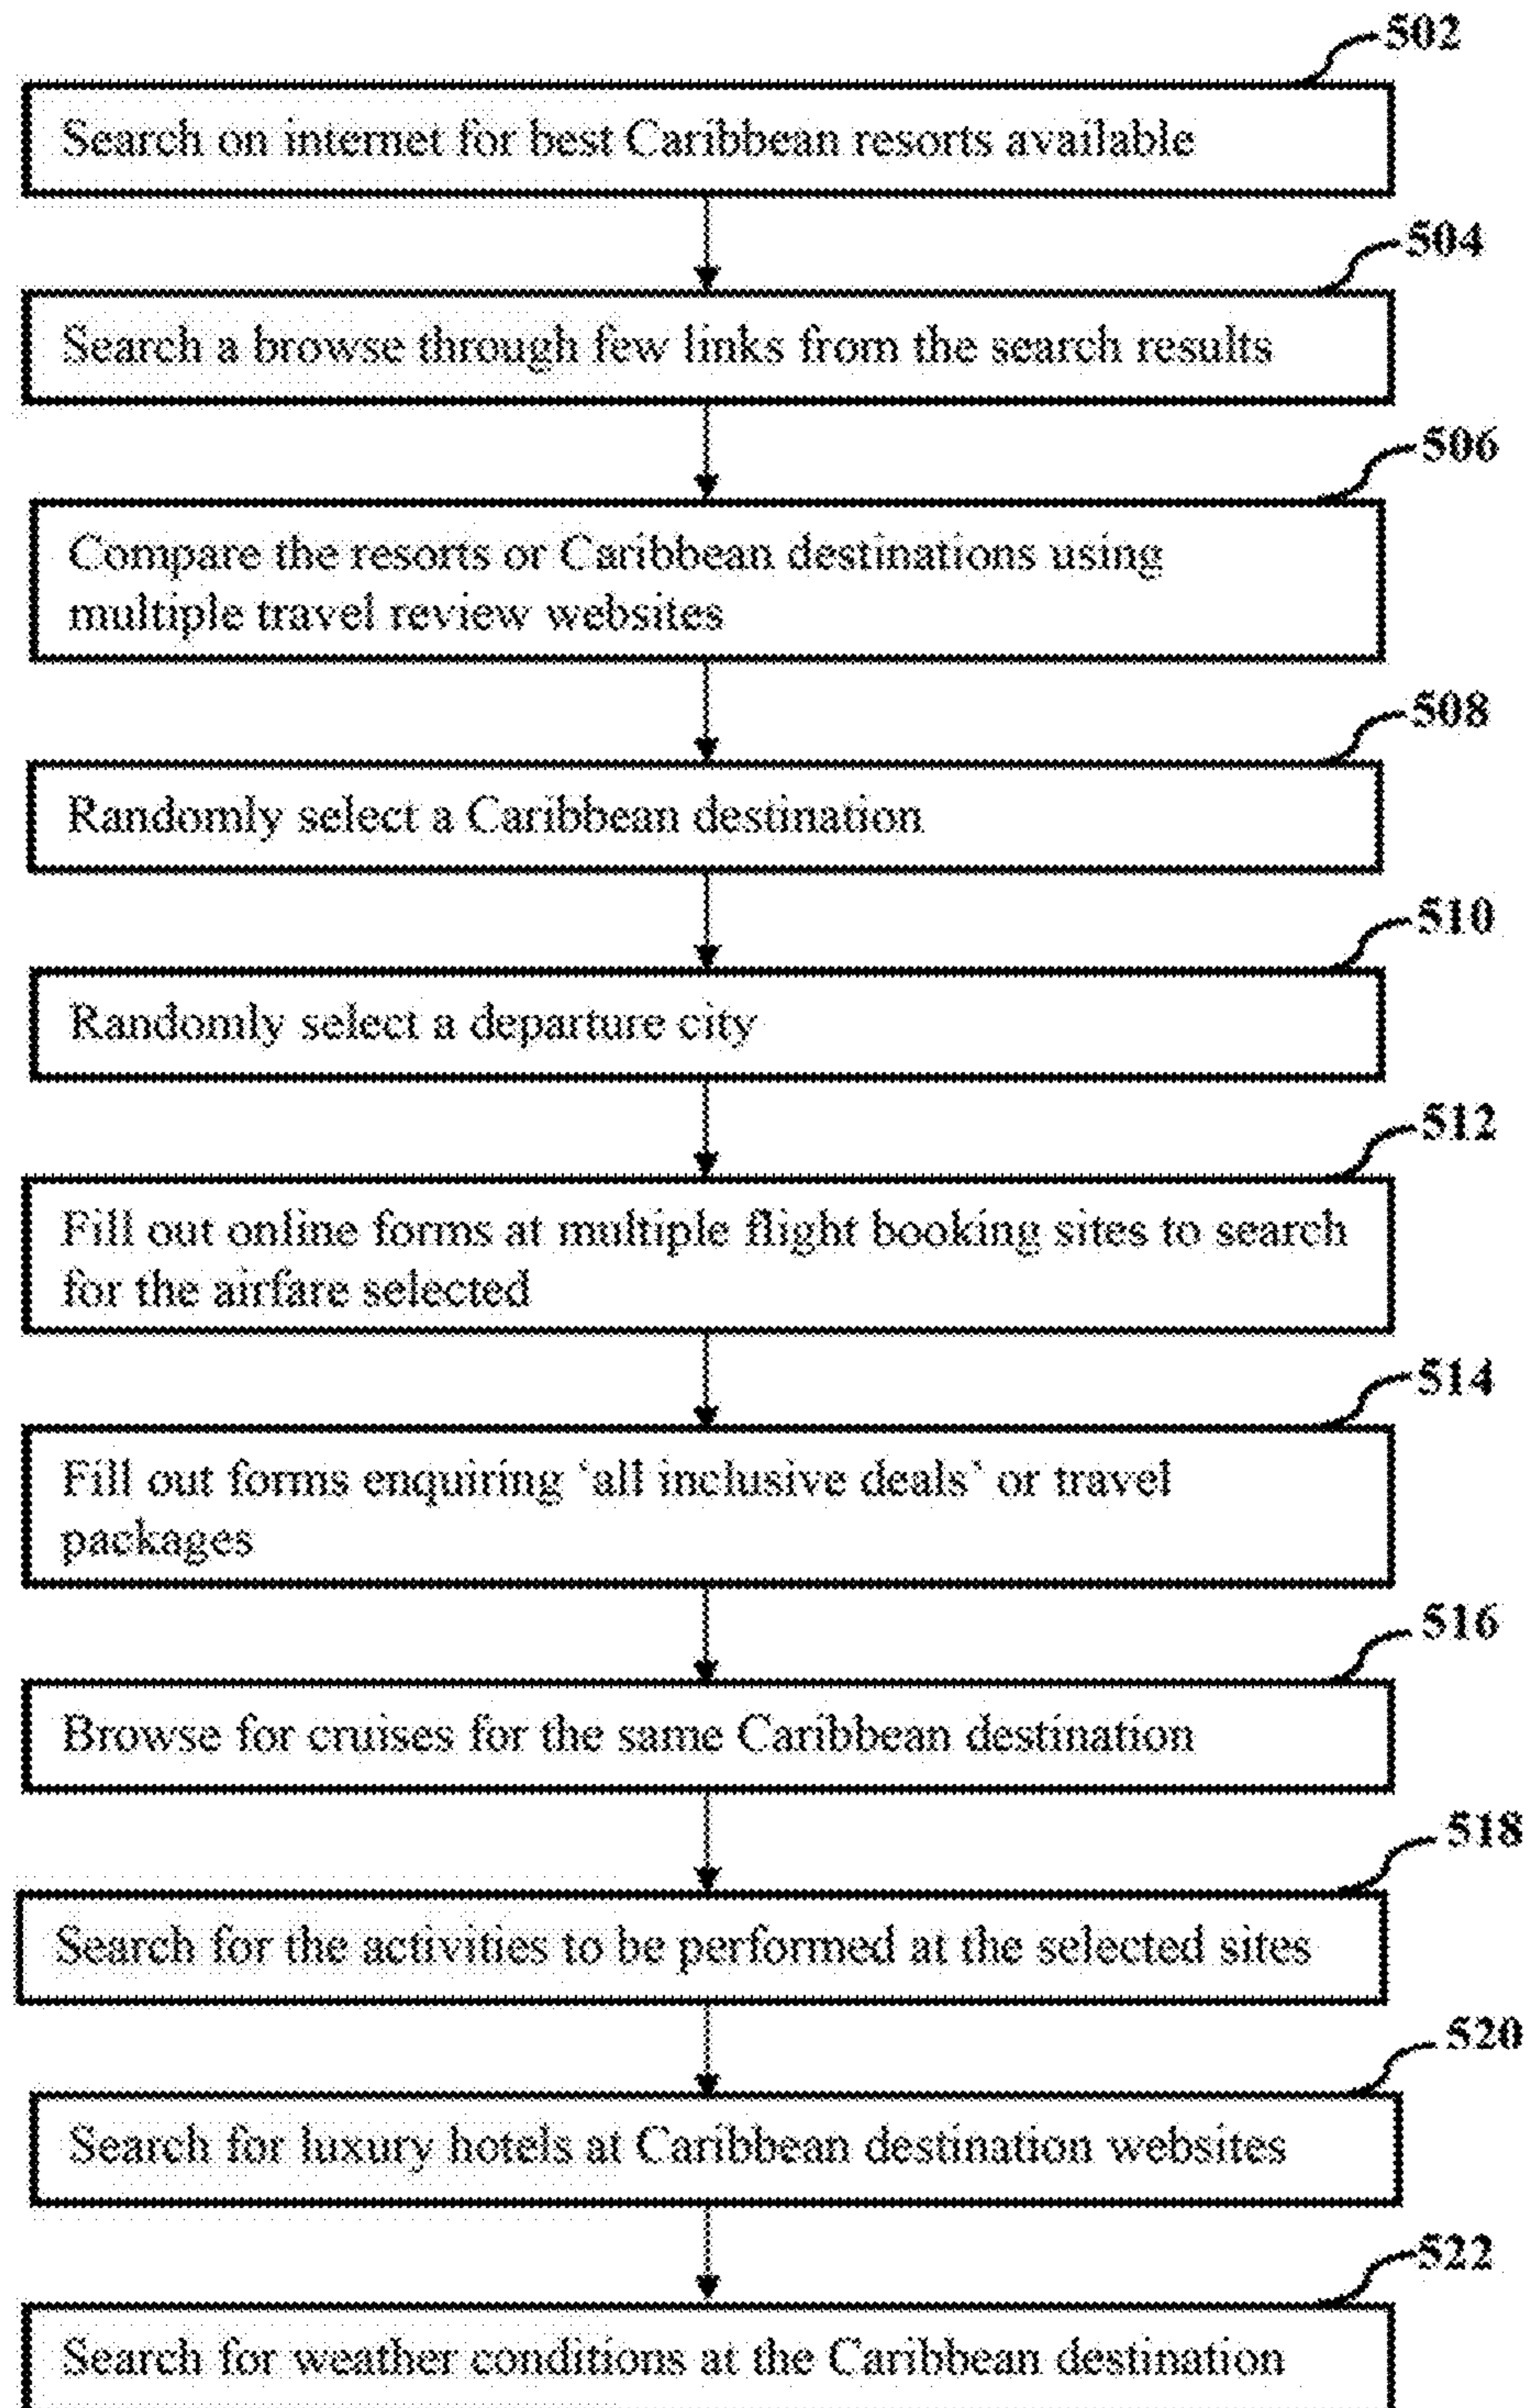 502
Search on internet for best Caribbean resorts available
504
Search a browse through few links from the search results
506
Compare the resorts or Caribbean destinations using
multiple travel review websites
508
Randomly select a Caribbean destination
510
Randomly select a departure city
512
Fill out online forms at multiple flight booking sites to search
for the airfare selected
514
Fill out forms enquiring ‘all inclusive deals’ or travel
packages
516
Browse for cruises for the same Caribbean destination
518
Search for the activities to be performed at the selected sites
520
Search for luxury hotels at Caribbean destination websites
522
Search for weather conditions at the Caribbean destination